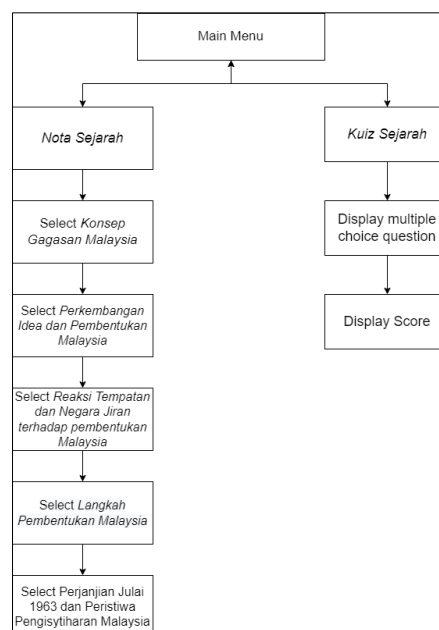 Main Menu
Nota Sejarah
Kuiz Sejarah
Select Konsep
Gagasan Malaysia
Display multiple
choice question
Select Perkembangan
Idea dan Pembentukan
Malaysia
Display Score
Select Reaksi Tempatan
dan Negara Jiran
terhadap pembentukan
Malaysia
Select Langkah
Pembentukan Malaysia
Select Perjanjian Julai
1963 dan Peristiwa
Pengisytiharan Malaysia